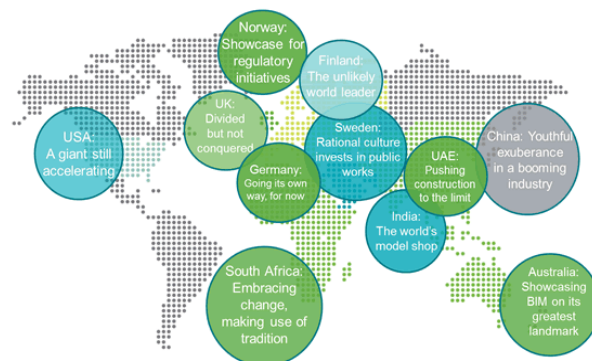 Norway:
Showcase for
regulatory
initiatives
Finland:
The unlikely
world leader
UK:
Divided
but not
conquered
USA:
A giant still
accelerating
Sweden:
Rational culture
invests in public
works
Germany:
Going its own
way, for now
UAE:
Pushing
construction
to the limit
China: Youthful
exuberance
in a booming
industry
India:
The world's
model shop
South Africa:
Embracing
change,
making use of
tradition
Australia:
Showcasing
BIM on its
greatest
landmark